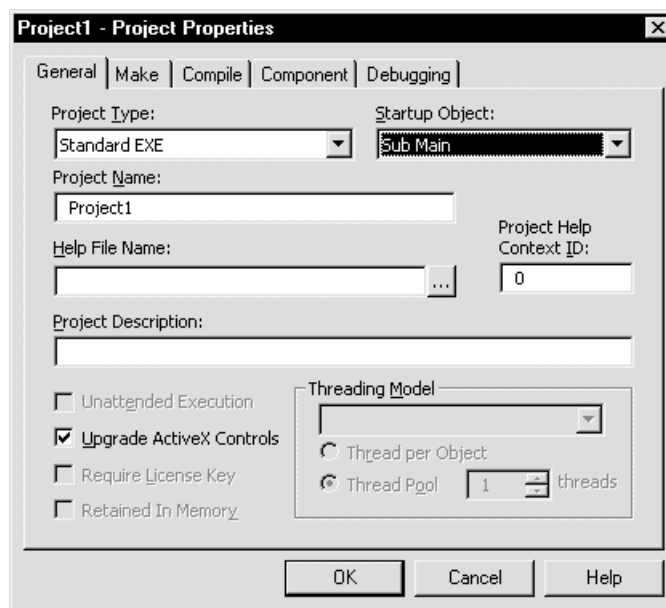 Project1 - Project Properties
General Make Compile Component Debugging
Project Type: Startup Object:
Standard EXE Sub Main
Project Name:
Project1
Project Help
Help File Name: Context ID:
... 0
Project Description:
Unattended Execution Threading Model
Upgrade ActiveX Controls
Require License Key Thread per Object
Retained In Memory Thread Pool 1 threads
OK Cancel Help